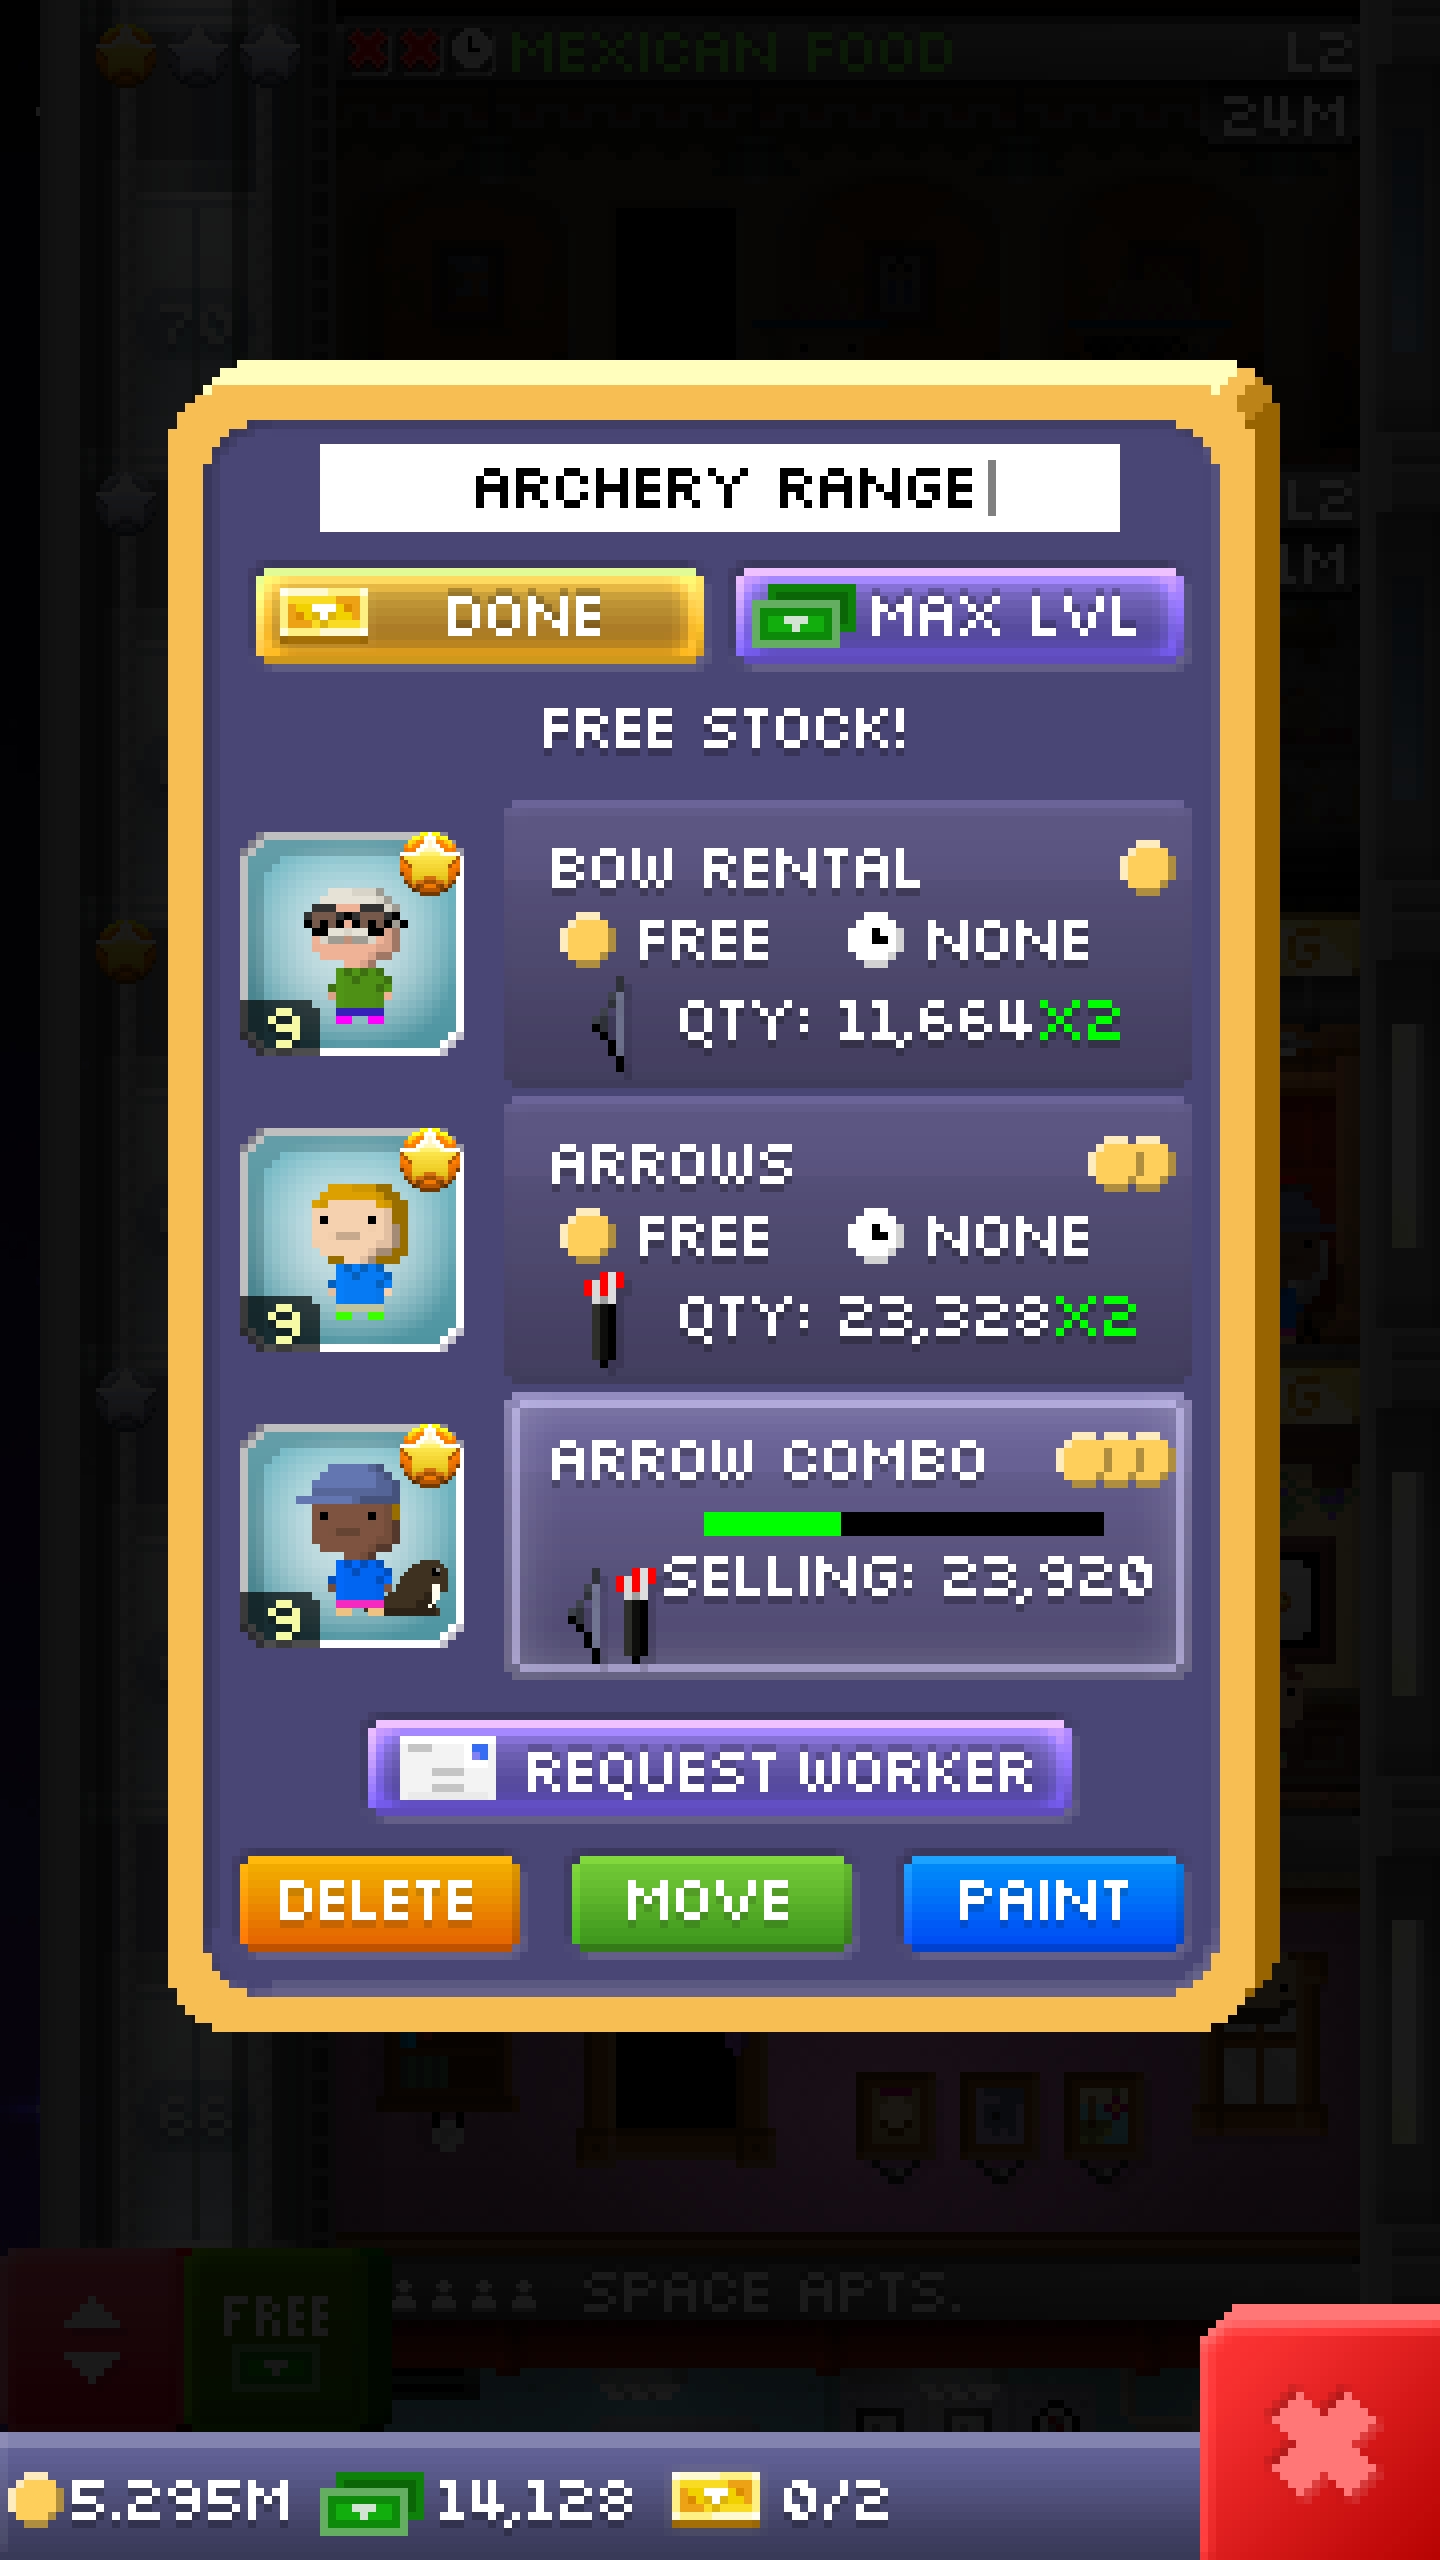 MEXICAN FOOD L2
24M
ARCHERY RANGE
L2
DONE MAX LVL
FREE STOCK!
BOW RENTAL
FREE NONE
QTY: 11,664X2
9
ARROWS
FREE NONE
QTY: 23,328X2
9
ARROW COMBO
SELLING: 23,920
9
REQUEST WORKER
DELETE MOVE PAINT
68
SPACE APTS.
FREE
5.295M 14,128 0/2